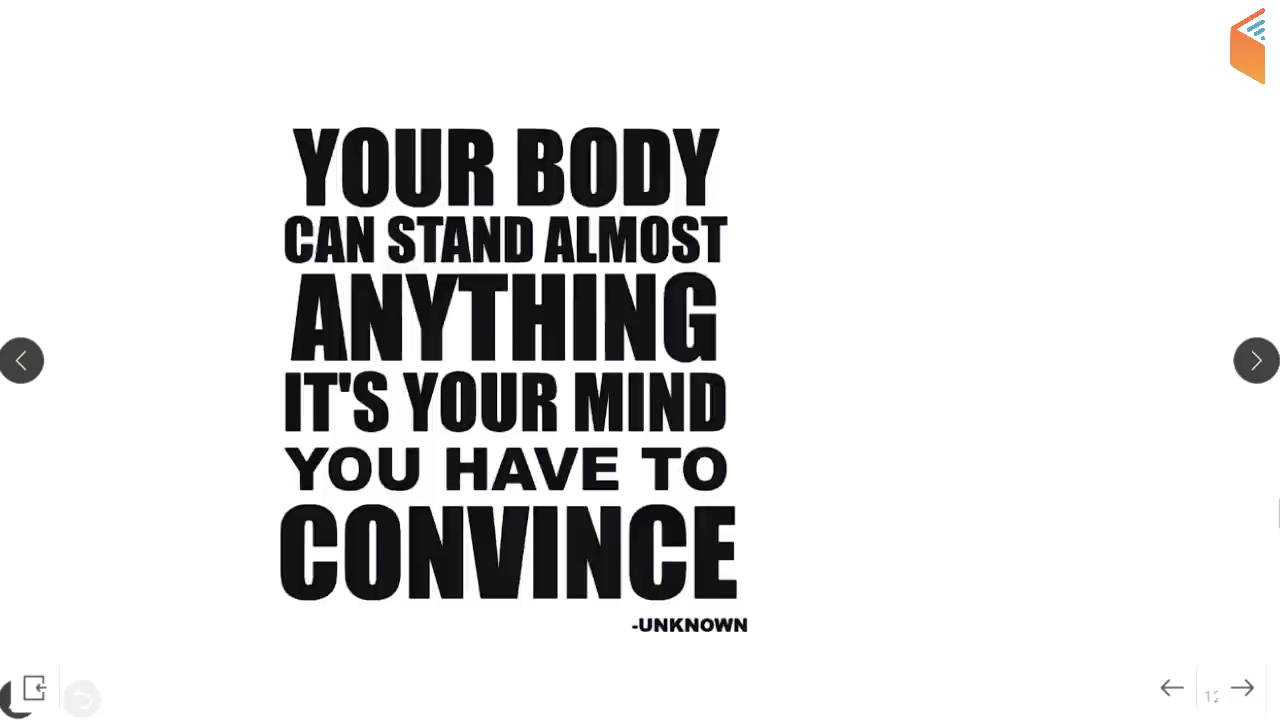 YOUR BODY
CAN STAND ALMOST
ANYTHING
IT'S YOUR MIND
YOU HAVE TO
CONVINCE
-UNKNOWN